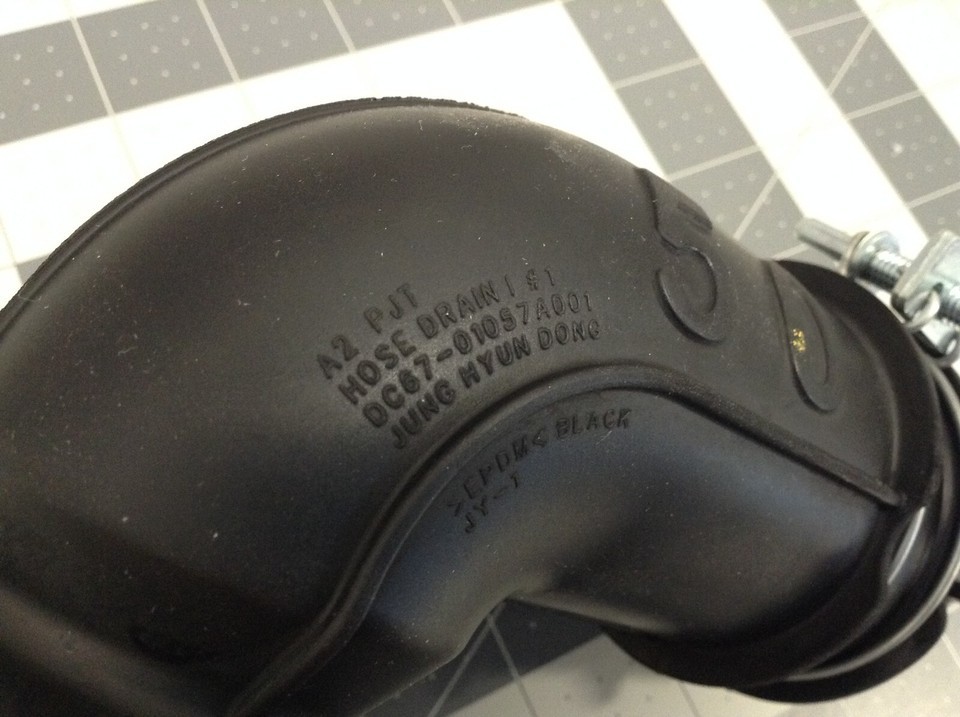 A2 PJT
HOSE DRAIN I #1
DC67-01057A001
JUNG HYUN DONG
>EPDM< BLACK
JY-1